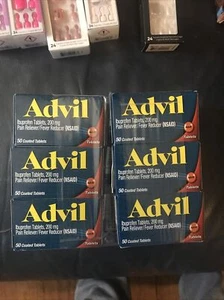 24
24
Advil
Ibuprofen Tablets, 200 mg
Pain Reliever/Fever Reducer (NSAID)
50 Coated Tablets
Advil
Ibuprofen Tablets, 200 mg
Pain Reliever/Fever Reducer (NSAID)
50 Coated Tablets
Advil
Ibuprofen Tablets, 200 mg
Pain Reliever/Fever Reducer (NSAID)
50 Coated Tablets
Advil
Ibuprofen Tablets, 200 mg
Pain Reliever/Fever Reducer (NSAID)
50 Coated Tablets
Advil
Ibuprofen Tablets, 200 mg
Pain Reliever/Fever Reducer (NSAID)
50 Coated Tablets
Advil
Ibuprofen Tablets, 200 mg
Pain Reliever/Fever Reducer (NSAID)
50 Coated Tablets